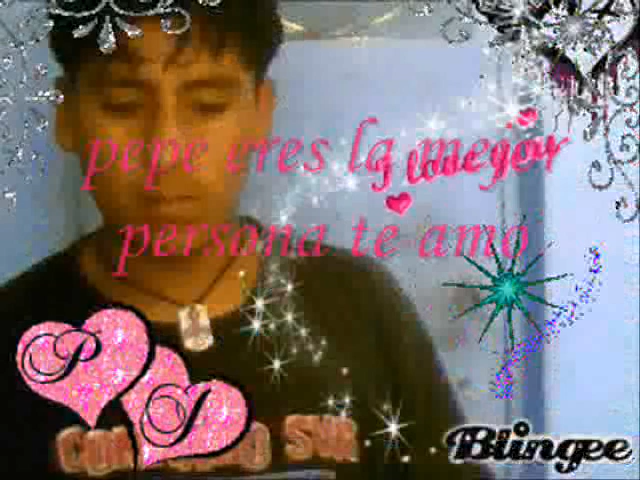 pepe eres la mejor
I love you
persona te amo
P
J
Blingee